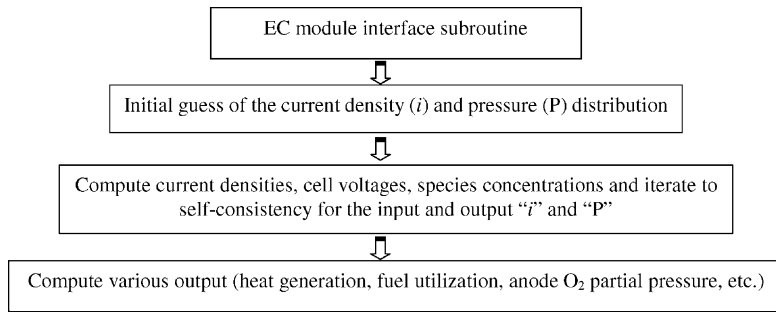 EC module interface subroutine
Initial guess of the current density (i) and pressure (P) distribution
Compute current densities, cell voltages, species concentrations and iterate to
self-consistency for the input and output “i” and “P”
Compute various output (heat generation, fuel utilization, anode O₂ partial pressure, etc.)